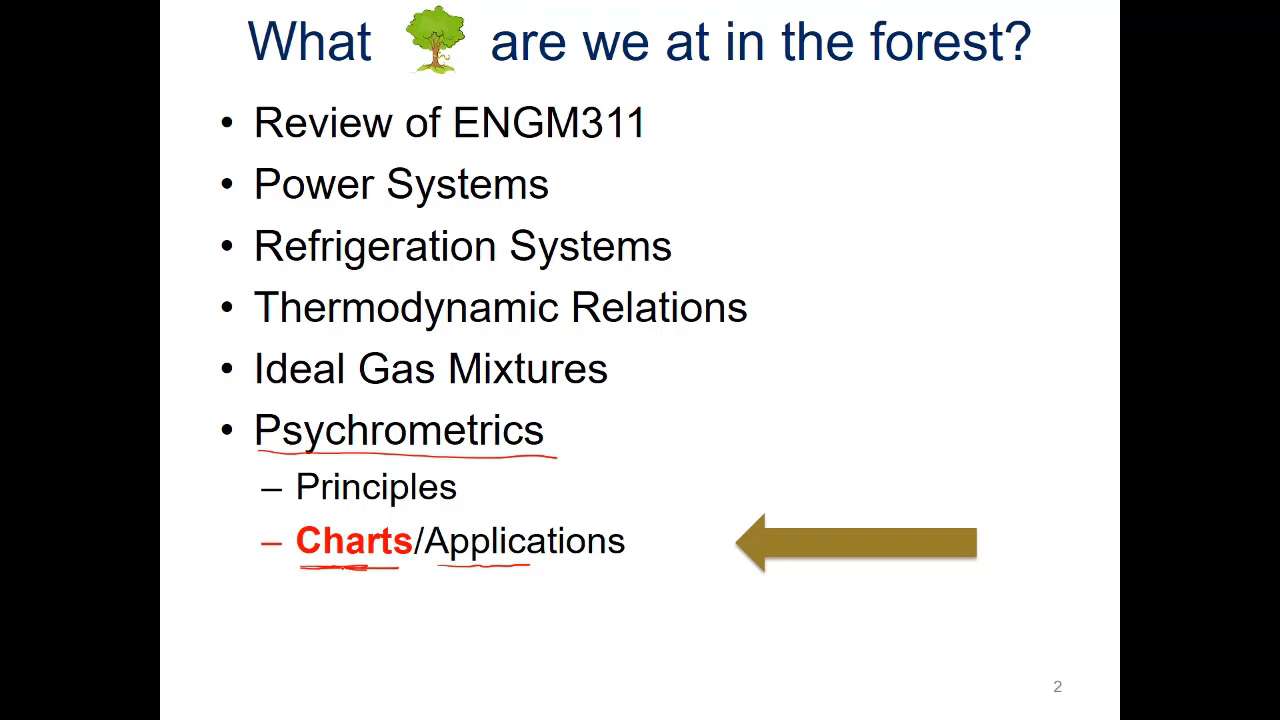 What are we at in the forest?
• Review of ENGM311
• Power Systems
• Refrigeration Systems
• Thermodynamic Relations
• Ideal Gas Mixtures
• Psychrometrics
– Principles
– Charts/Applications
2